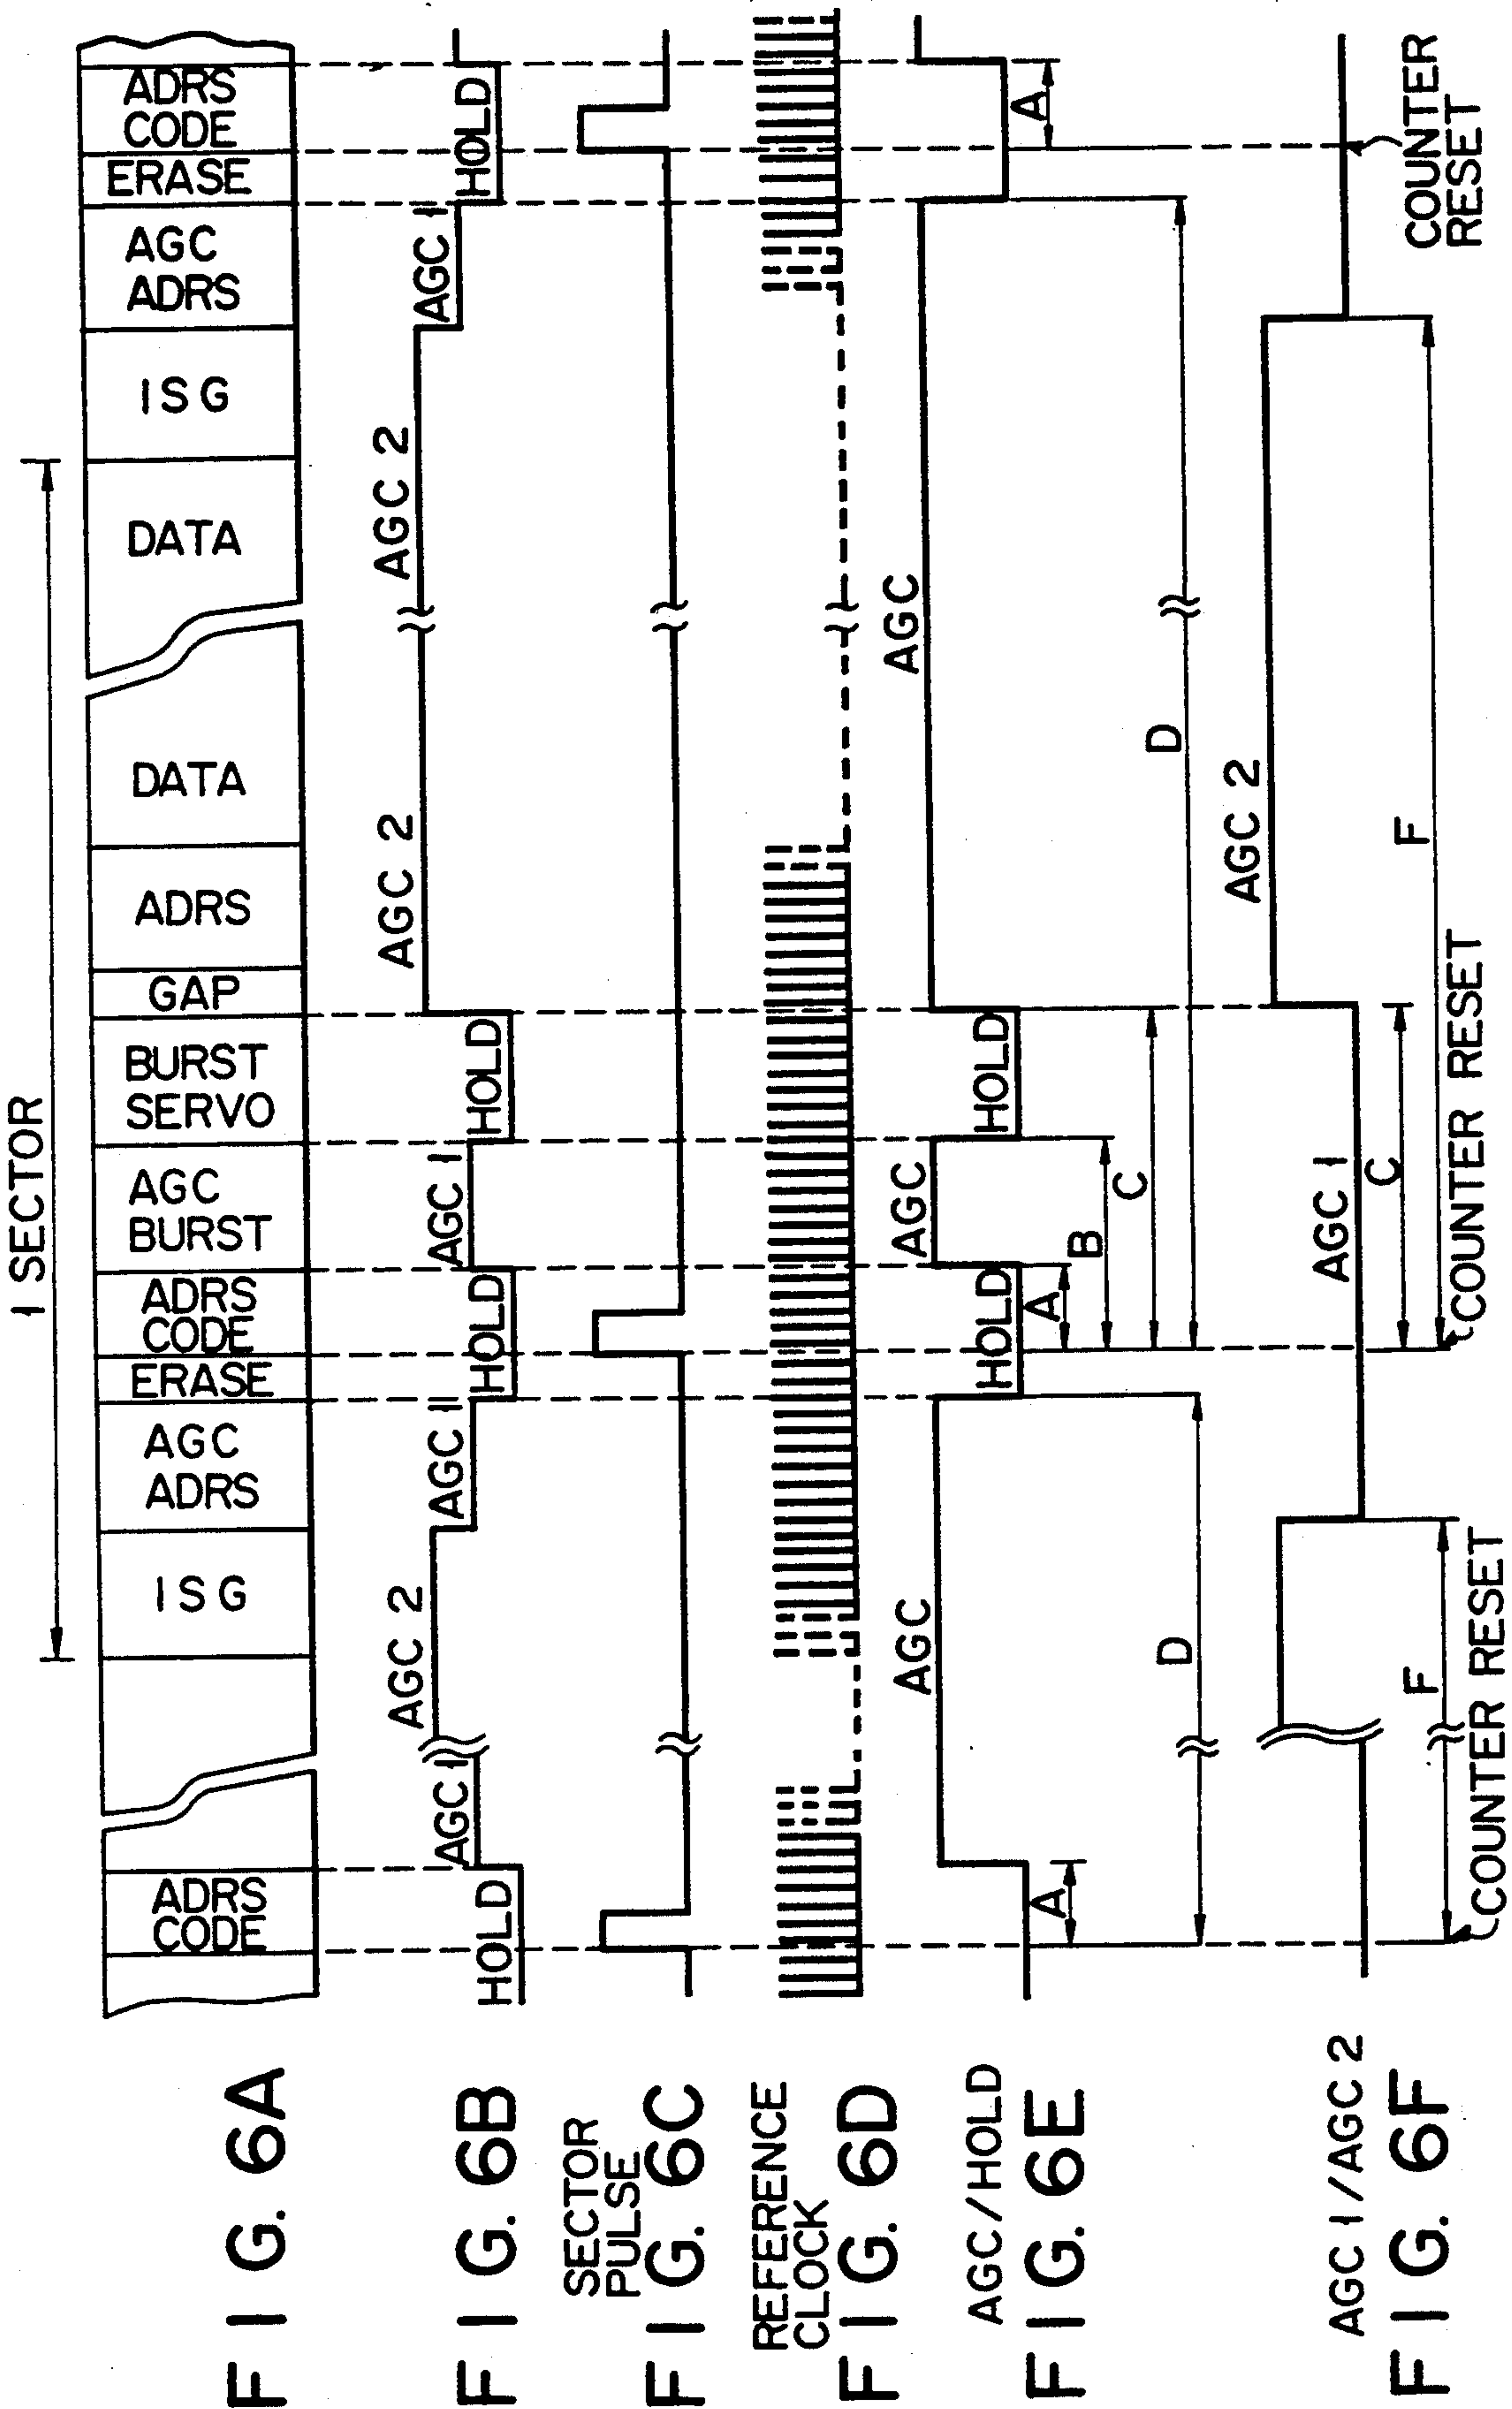 1 SECTOR
ADRS
CODE
ISG
AGC
ADRS
ERASE
ADRS
CODE
AGC
BURST
BURST
SERVO
GAP
ADRS
DATA
DATA
ISG
AGC
ADRS
ERASE
ADRS
CODE
FIG. 6A
HOLD
AGC 1
AGC 2
AGC 1
HOLD
AGC 1
HOLD
AGC 2
AGC 2
AGC 1
HOLD
FIG. 6B
SECTOR
PULSE
FIG. 6C
REFERENCE
CLOCK
FIG. 6D
AGC/HOLD
FIG. 6E
AGC
HOLD
AGC
HOLD
AGC
A
A
A
B
C
D
D
AGC 1/AGC 2
FIG. 6F
AGC 1
AGC 2
C
F
F
COUNTER RESET
COUNTER RESET
COUNTER
RESET